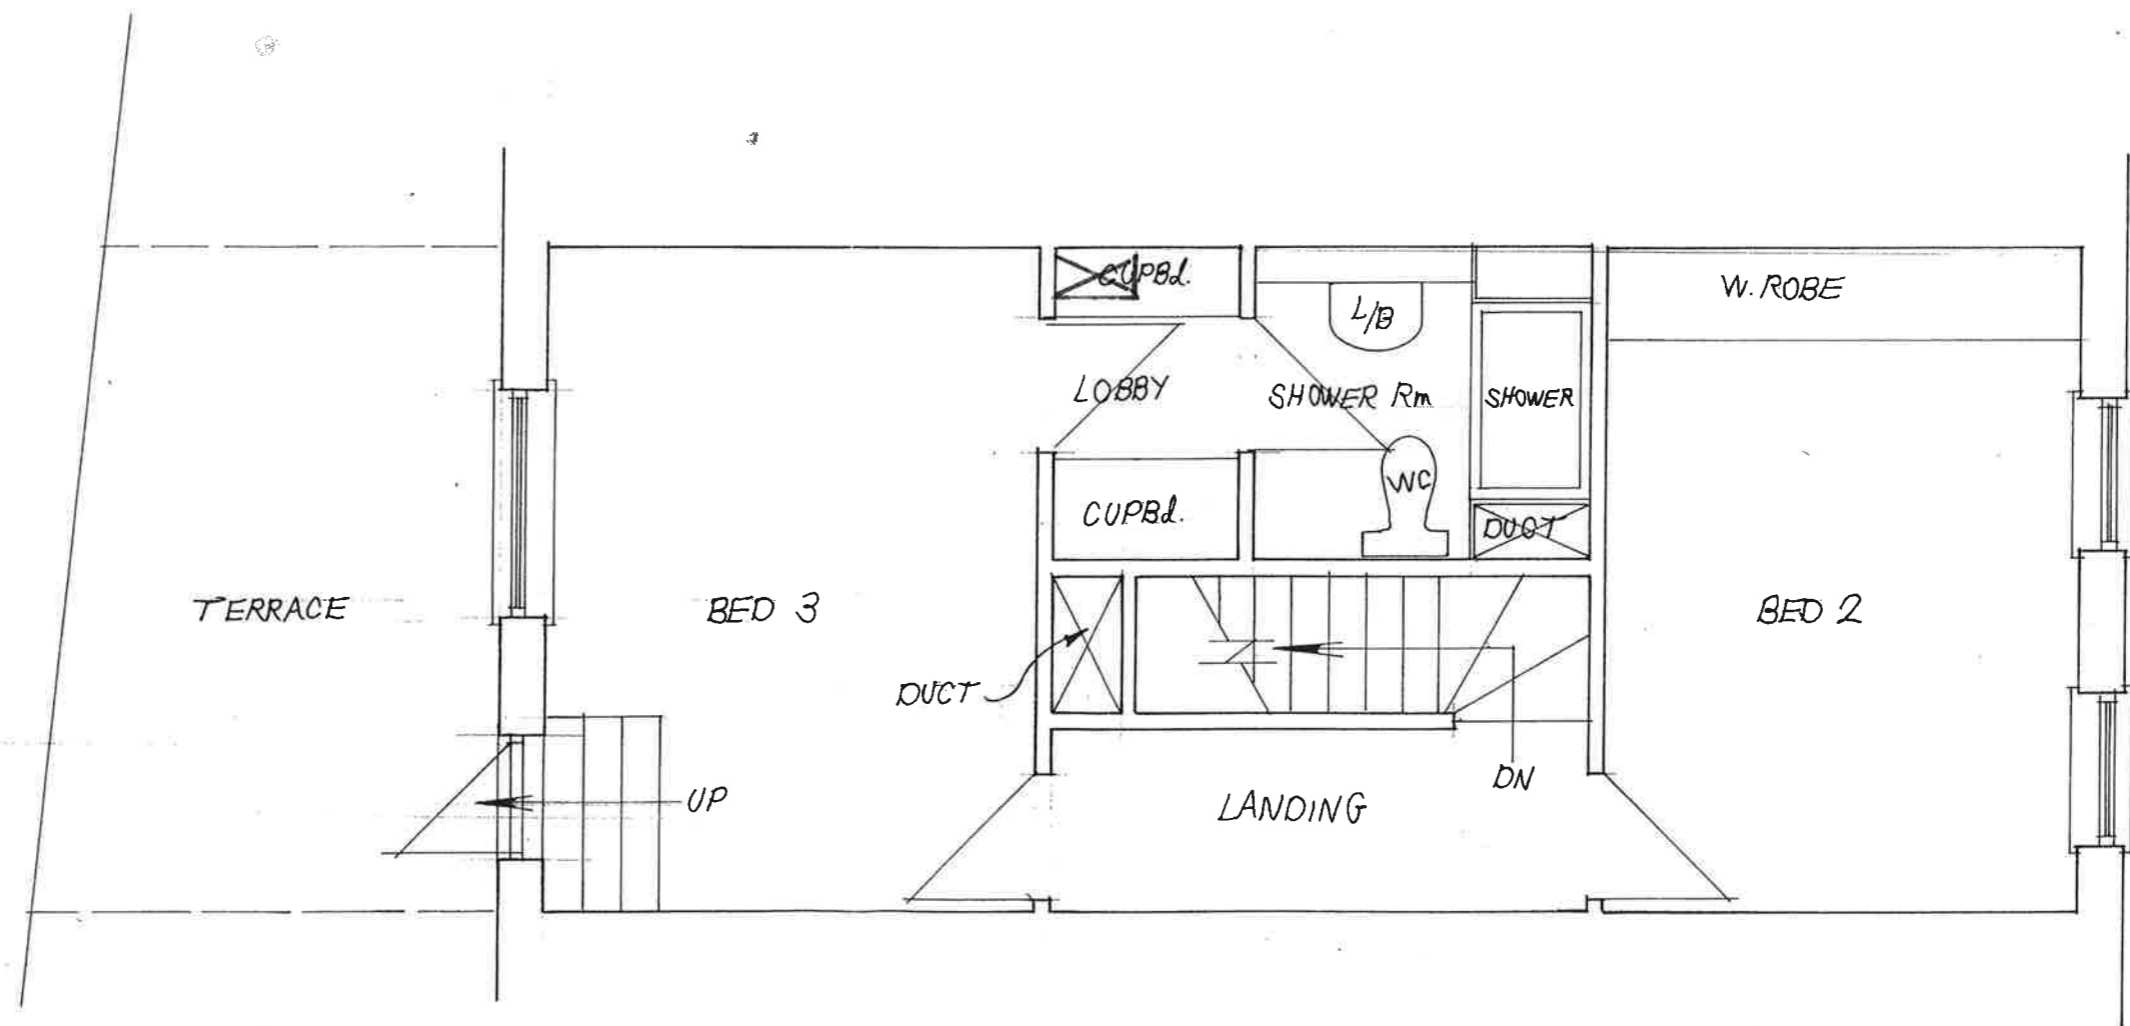 CUPBd.
W. ROBE
L/B
LOBBY
SHOWER Rm
SHOWER
WC
CUPBd.
DUCT
TERRACE
BED 3
BED 2
DUCT
UP
LANDING
DN